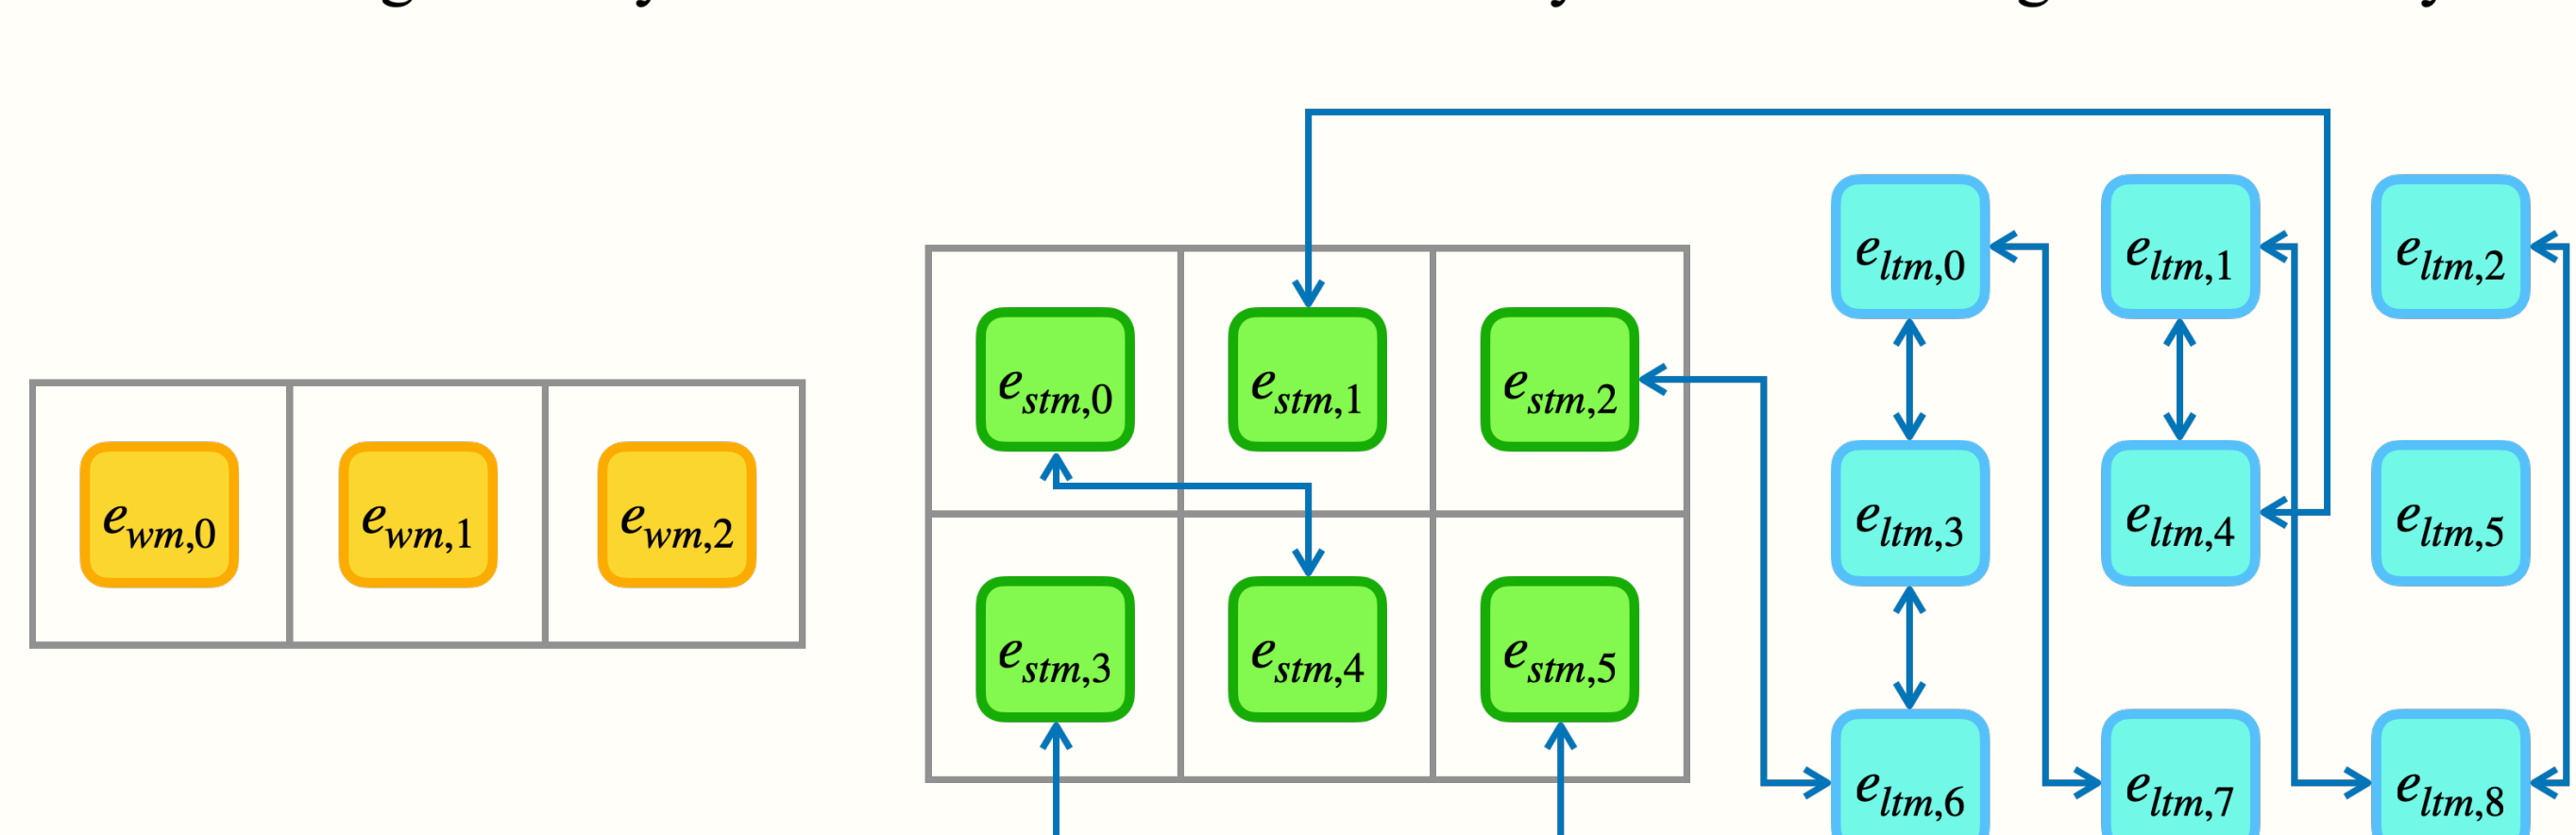 e_ltm,0 e_ltm,1 e_ltm,2
e_stm,0 e_stm,1 e_stm,2
e_wm,0 e_wm,1 e_wm,2
e_ltm,3 e_ltm,4 e_ltm,5
e_stm,3 e_stm,4 e_stm,5
e_ltm,6 e_ltm,7 e_ltm,8